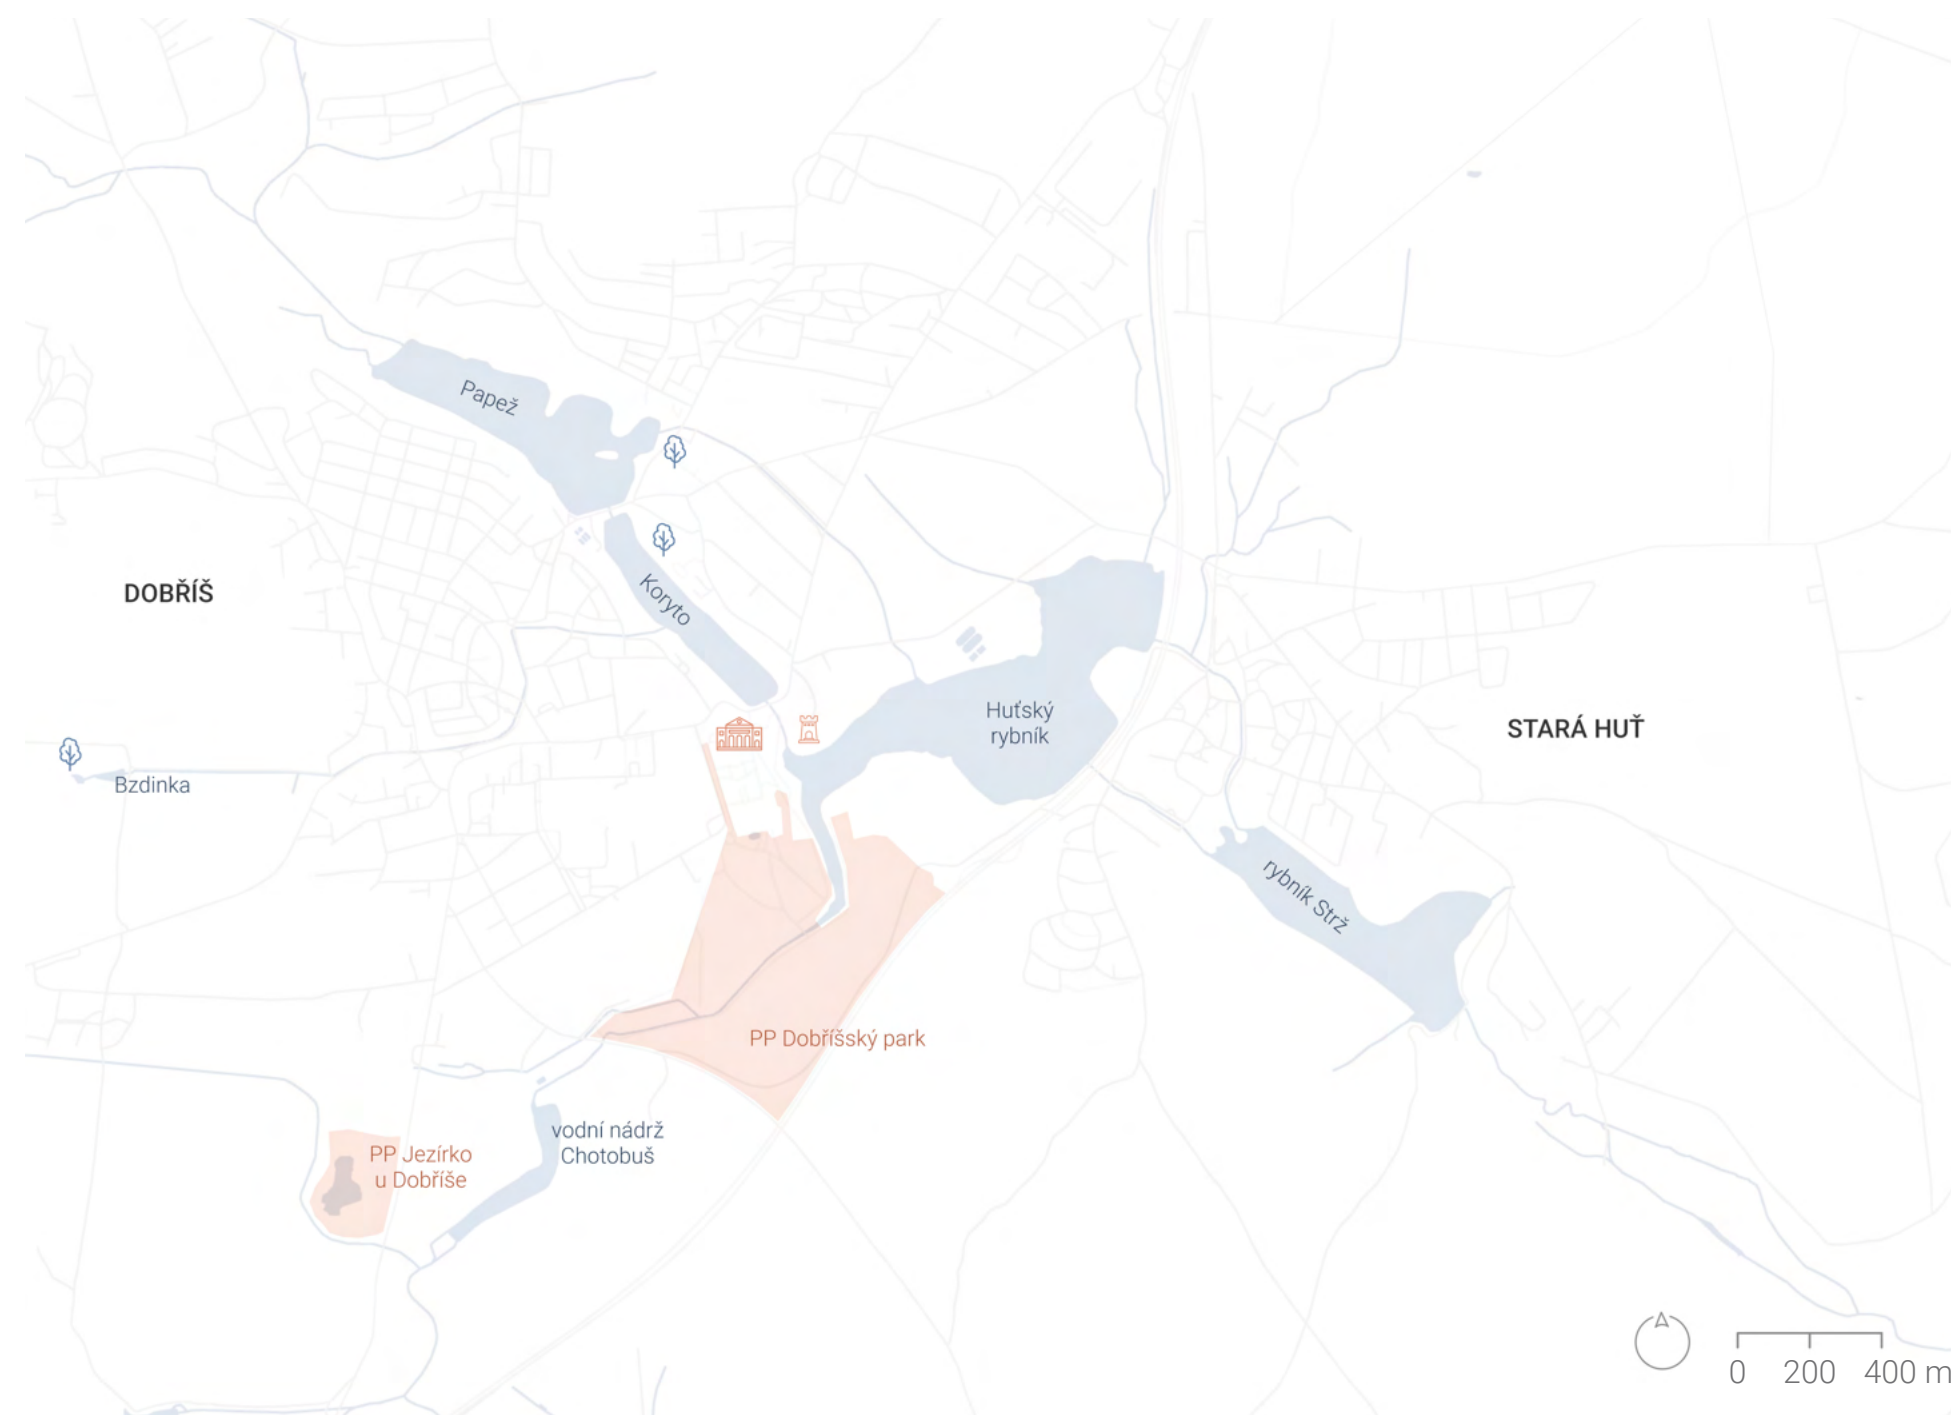 Papež
Koryto
DOBŘÍŠ
Huťský
rybník
STARÁ HUŤ
Bzdinka
rybník Strž
PP Dobříšský park
vodní nádrž
Chotobuš
PP Jezírko
u Dobříše
0 200 400 m